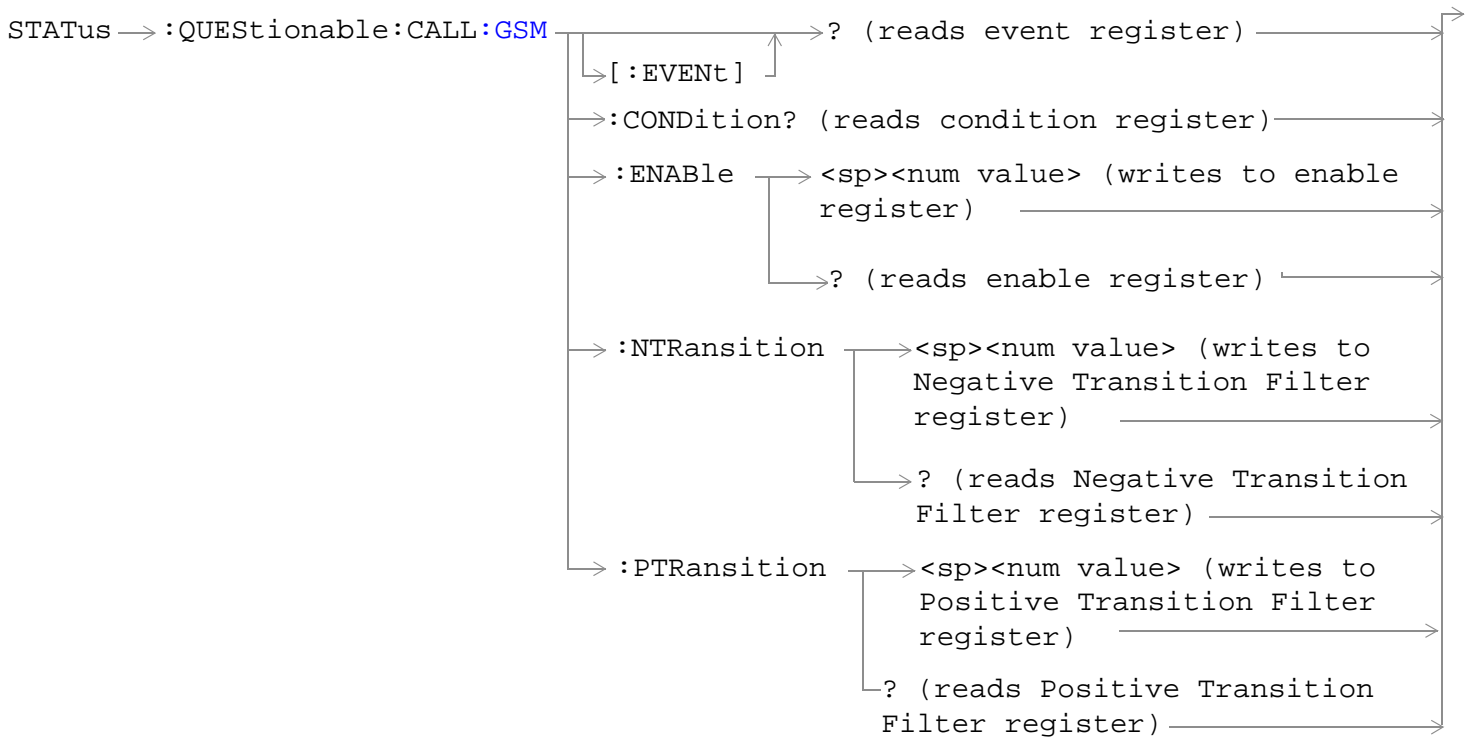 STATus :QUEStionable:CALL:GSM ? (reads event register)
[:EVENt]
:CONDition? (reads condition register)
:ENABle <sp><num value> (writes to enable
register)
? (reads enable register)
:NTRansition <sp><num value> (writes to
Negative Transition Filter
register)
? (reads Negative Transition
Filter register)
:PTRansition <sp><num value> (writes to
Positive Transition Filter
register)
? (reads Positive Transition
Filter register)